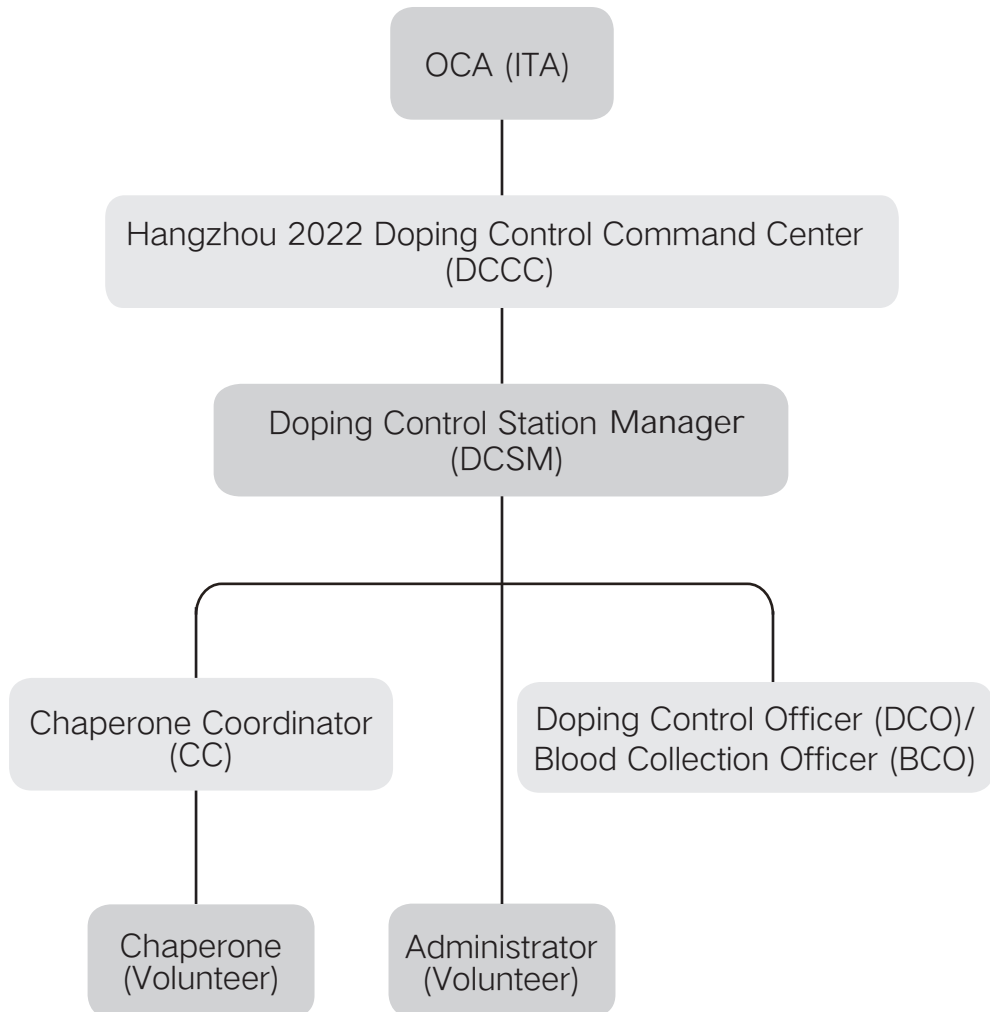 OCA (ITA)
Hangzhou 2022 Doping Control Command Center
(DCCC)
Doping Control Station Manager
(DCSM)
Chaperone Coordinator
(CC)
Doping Control Officer (DCO)/
Blood Collection Officer (BCO)
Chaperone
(Volunteer)
Administrator
(Volunteer)